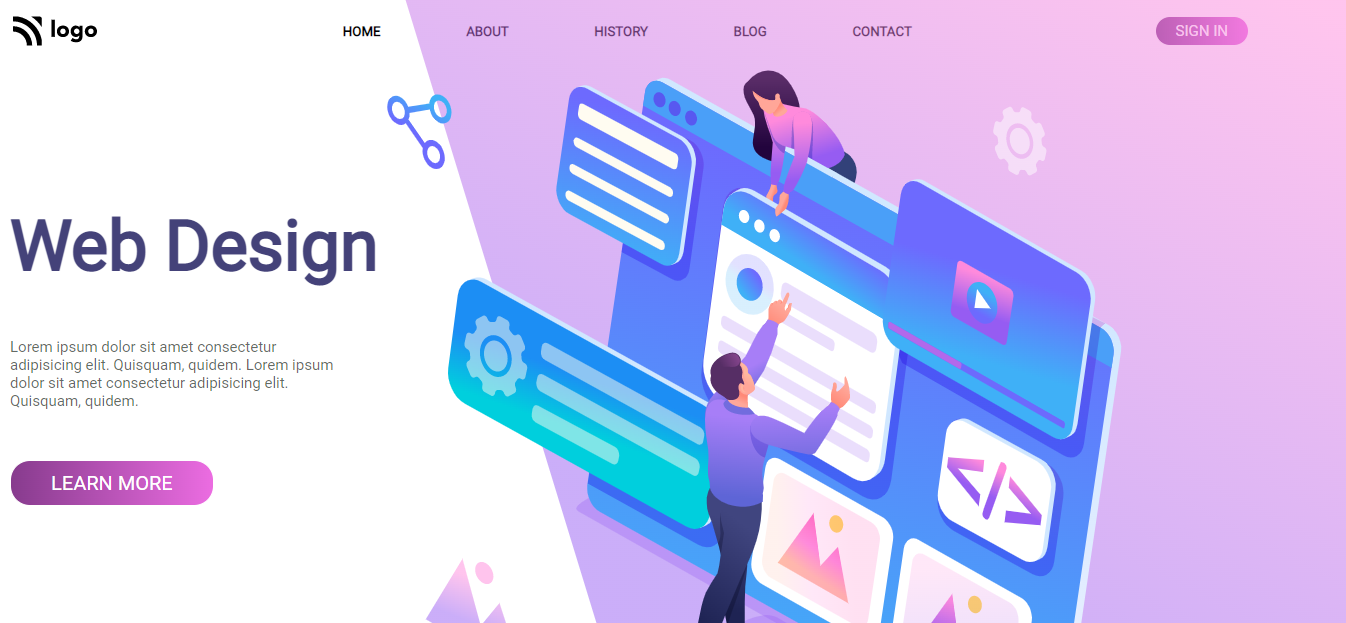 logo
HOME ABOUT HISTORY BLOG CONTACT SIGN IN
Web Design
Lorem ipsum dolor sit amet consectetur
adipisicing elit. Quisquam, quidem. Lorem ipsum
dolor sit amet consectetur adipisicing elit.
Quisquam, quidem.
LEARN MORE
</>